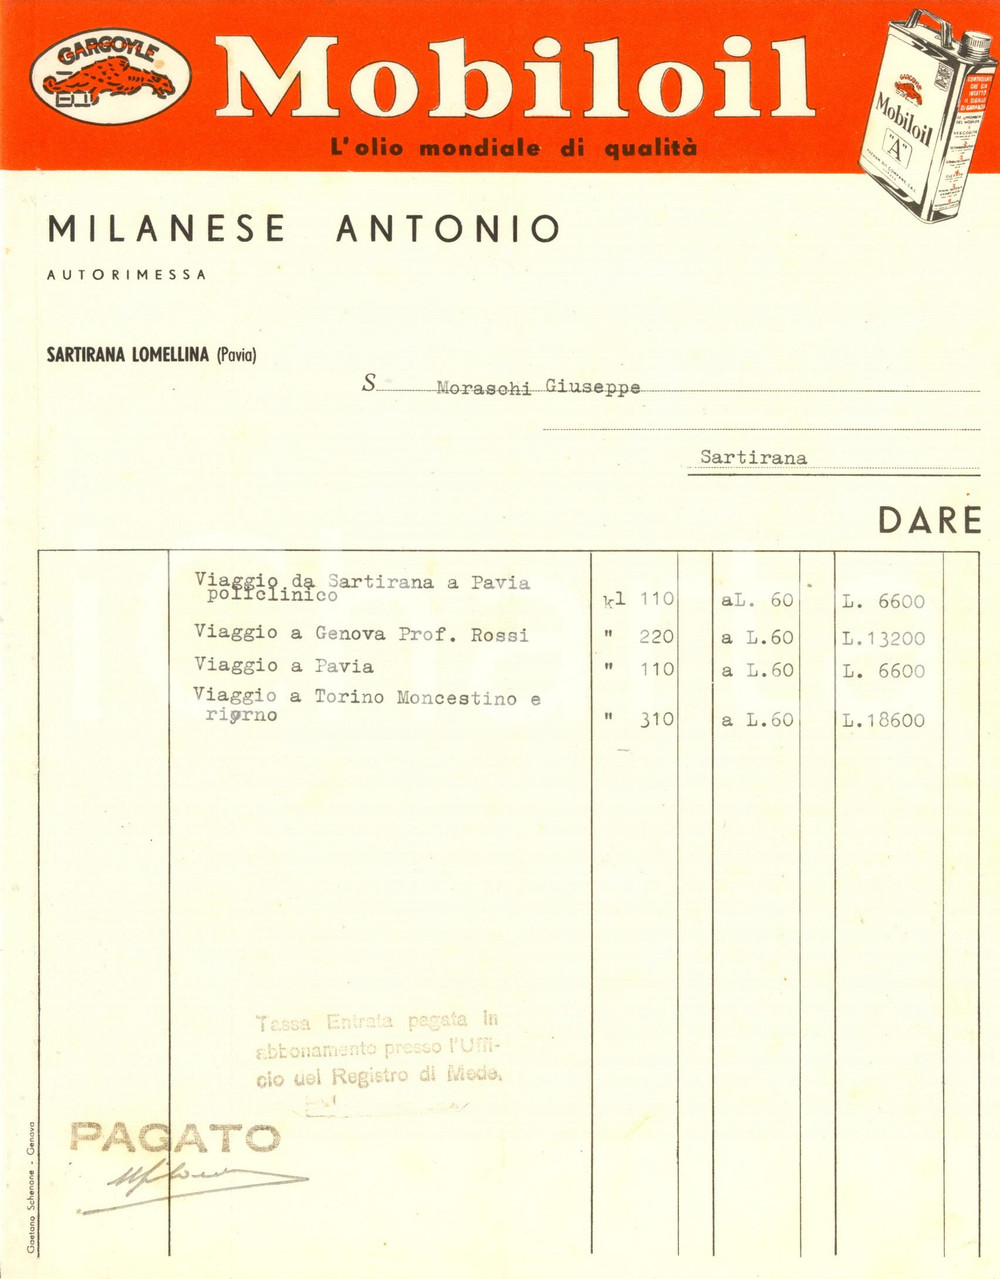 GARGOYLE
Mobiloil
L'olio mondiale di qualità
GARGOYLE
Mobiloil
"A"
MILANESE ANTONIO
AUTORIMESSA
SARTIRANA LOMELLINA (Pavia)
S Moraschi Giuseppe
Sartirana
DARE
Viaggio da Sartirana a Pavia
policlinico kl 110 aL. 60 L. 6600
Viaggio a Genova Prof. Rossi " 220 a L.60 L.13200
Viaggio a Pavia " 110 a L.60 L. 6600
Viaggio a Torino Moncestino e
riyrno " 310 a L.60 L.18600
Tassa Entrata pagata in
abbonamento presso l'Uffi-
cio del Registro di Mede.
PAGATO
Gaetano Schenone - Genova